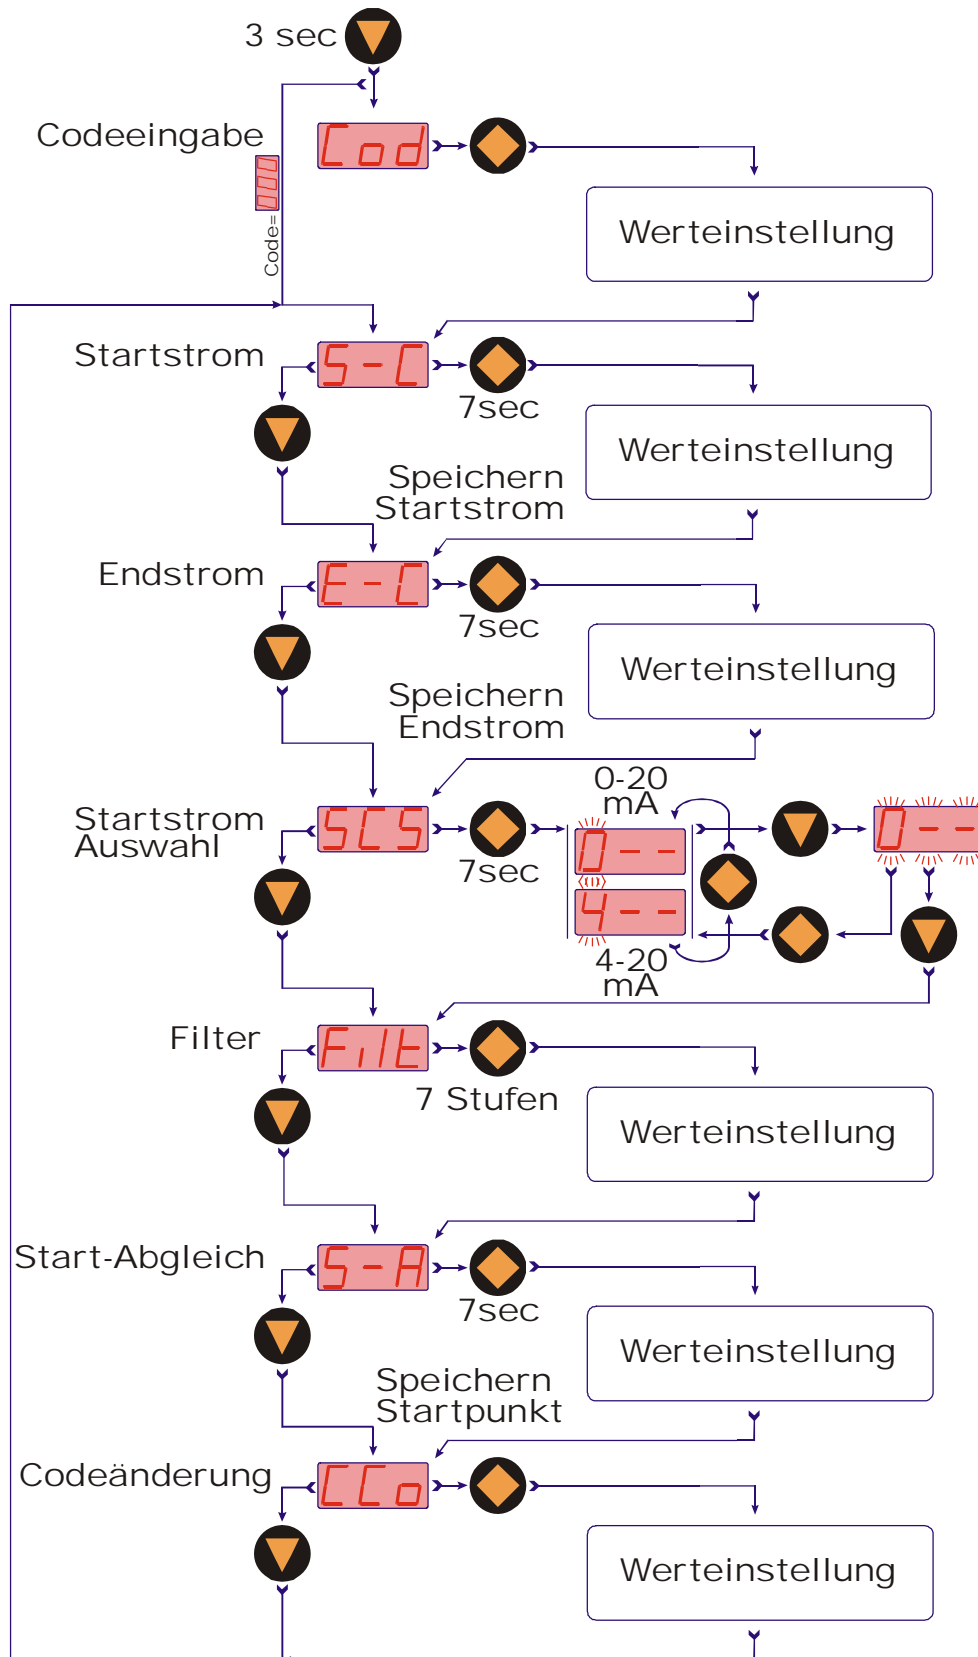 3 sec
Codeeingabe
Cod
000
Code=
Werteinstellung
Startstrom
S-C
7sec
Werteinstellung
Speichern
Startstrom
Endstrom
E-C
7sec
Werteinstellung
Speichern
Endstrom
0-20
mA
Startstrom
Auswahl
SCS
7sec
0--
4--
0--
4-20
mA
Filter
Filt
7 Stufen
Werteinstellung
Start-Abgleich
S-A
7sec
Werteinstellung
Speichern
Startpunkt
Codeänderung
CCo
Werteinstellung